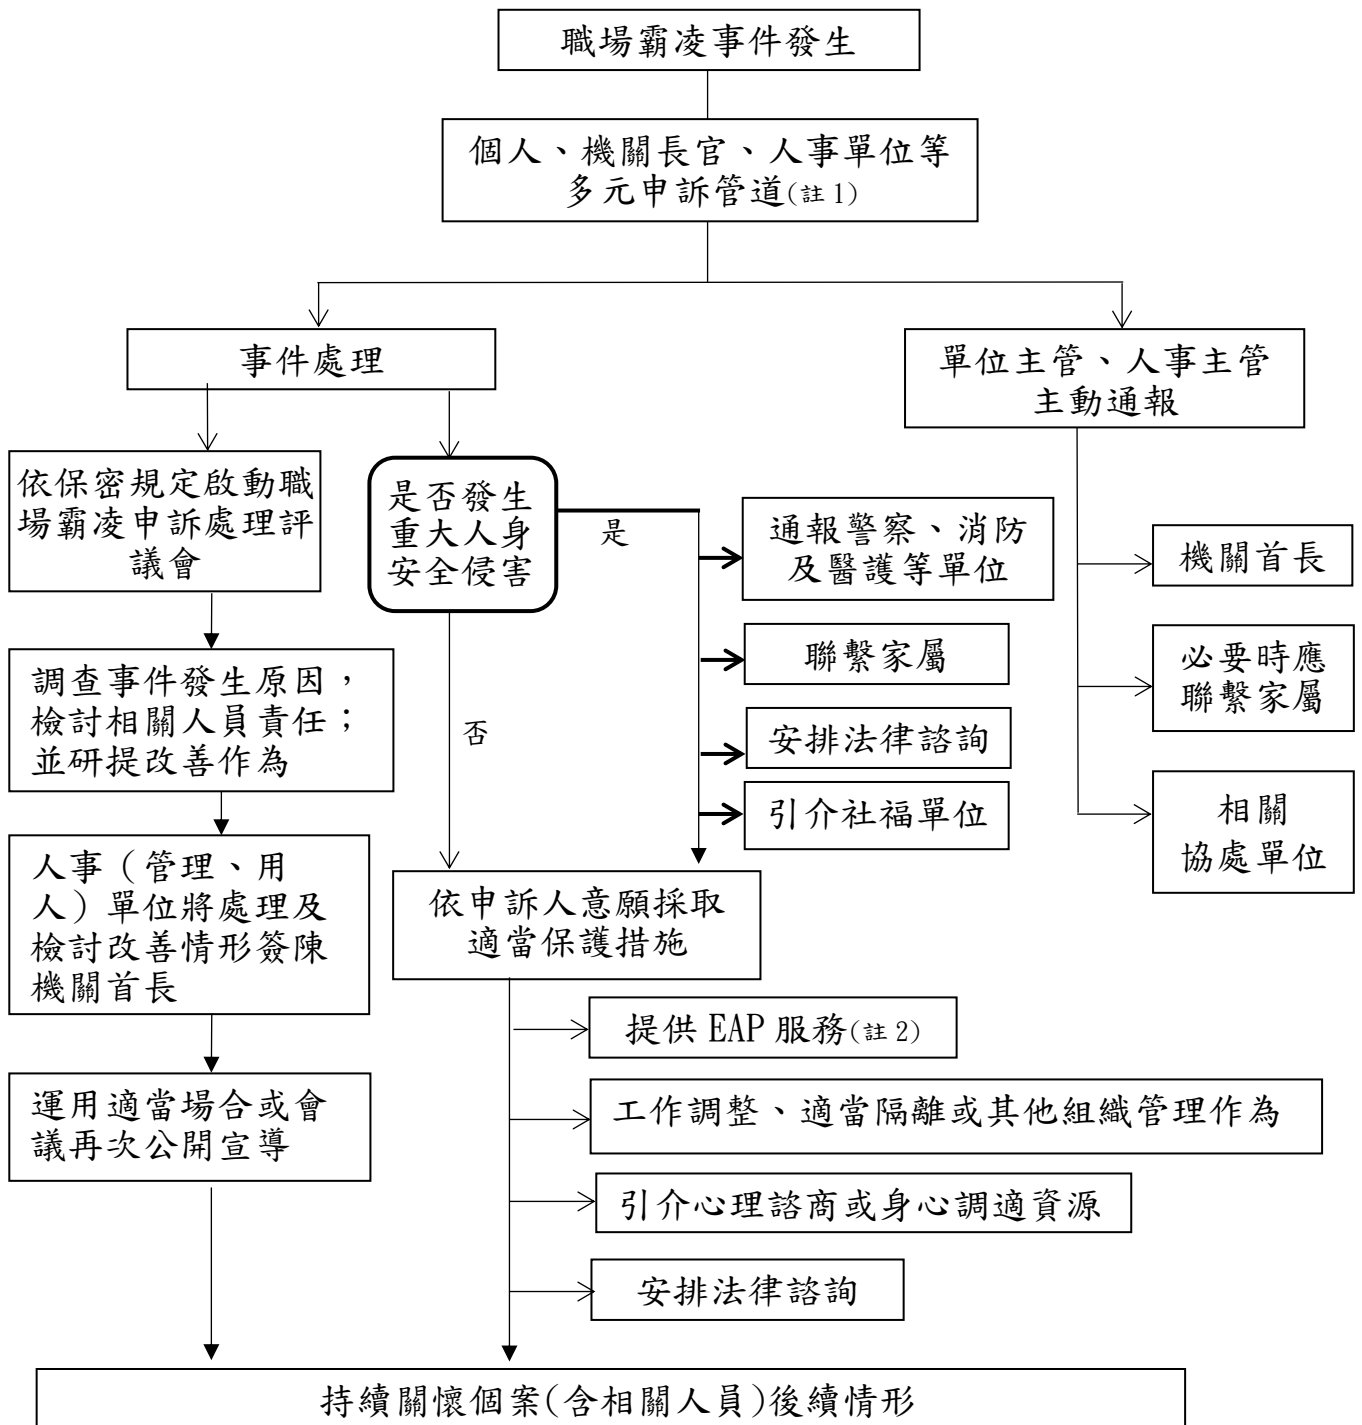 職場霸凌事件發生
個人、機關長官、人事單位等
多元申訴管道(註 1)
事件處理
單位主管、人事主管
主動通報
依保密規定啟動職
場霸凌申訴處理評
議會
是否發生
重大人身
安全侵害
是
通報警察、消防
及醫護等單位
機關首長
聯繫家屬
必要時應
聯繫家屬
調查事件發生原因，
檢討相關人員責任；
並研提改善作為
否
安排法律諮詢
引介社福單位
相關
協處單位
人事（管理、用
人）單位將處理及
檢討改善情形簽陳
機關首長
依申訴人意願採取
適當保護措施
提供 EAP 服務(註 2)
運用適當場合或會
議再次公開宣導
工作調整、適當隔離或其他組織管理作為
引介心理諮商或身心調適資源
安排法律諮詢
持續關懷個案(含相關人員)後續情形